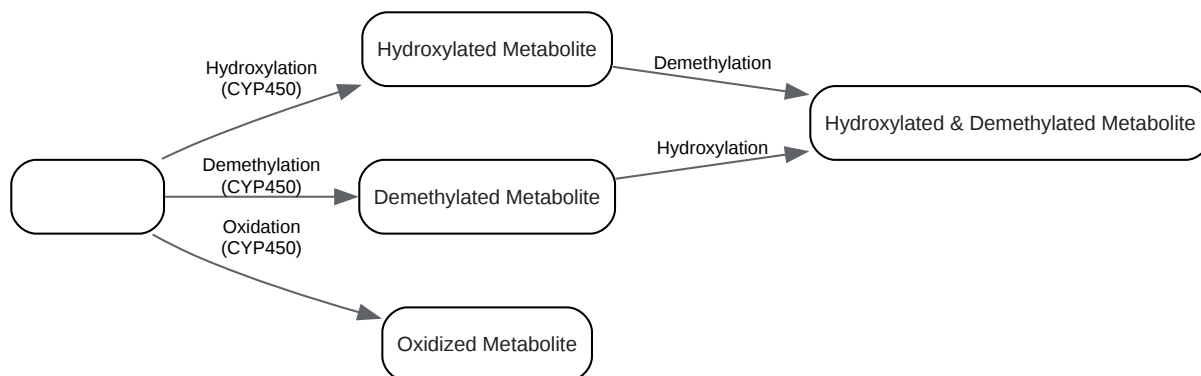 Hydroxylated Metabolite
Hydroxylation
(CYP450)
Demethylation
Hydroxylated & Demethylated Metabolite
Hydroxylation
Demethylation
(CYP450)
Demethylated Metabolite
Oxidation
(CYP450)
Oxidized Metabolite